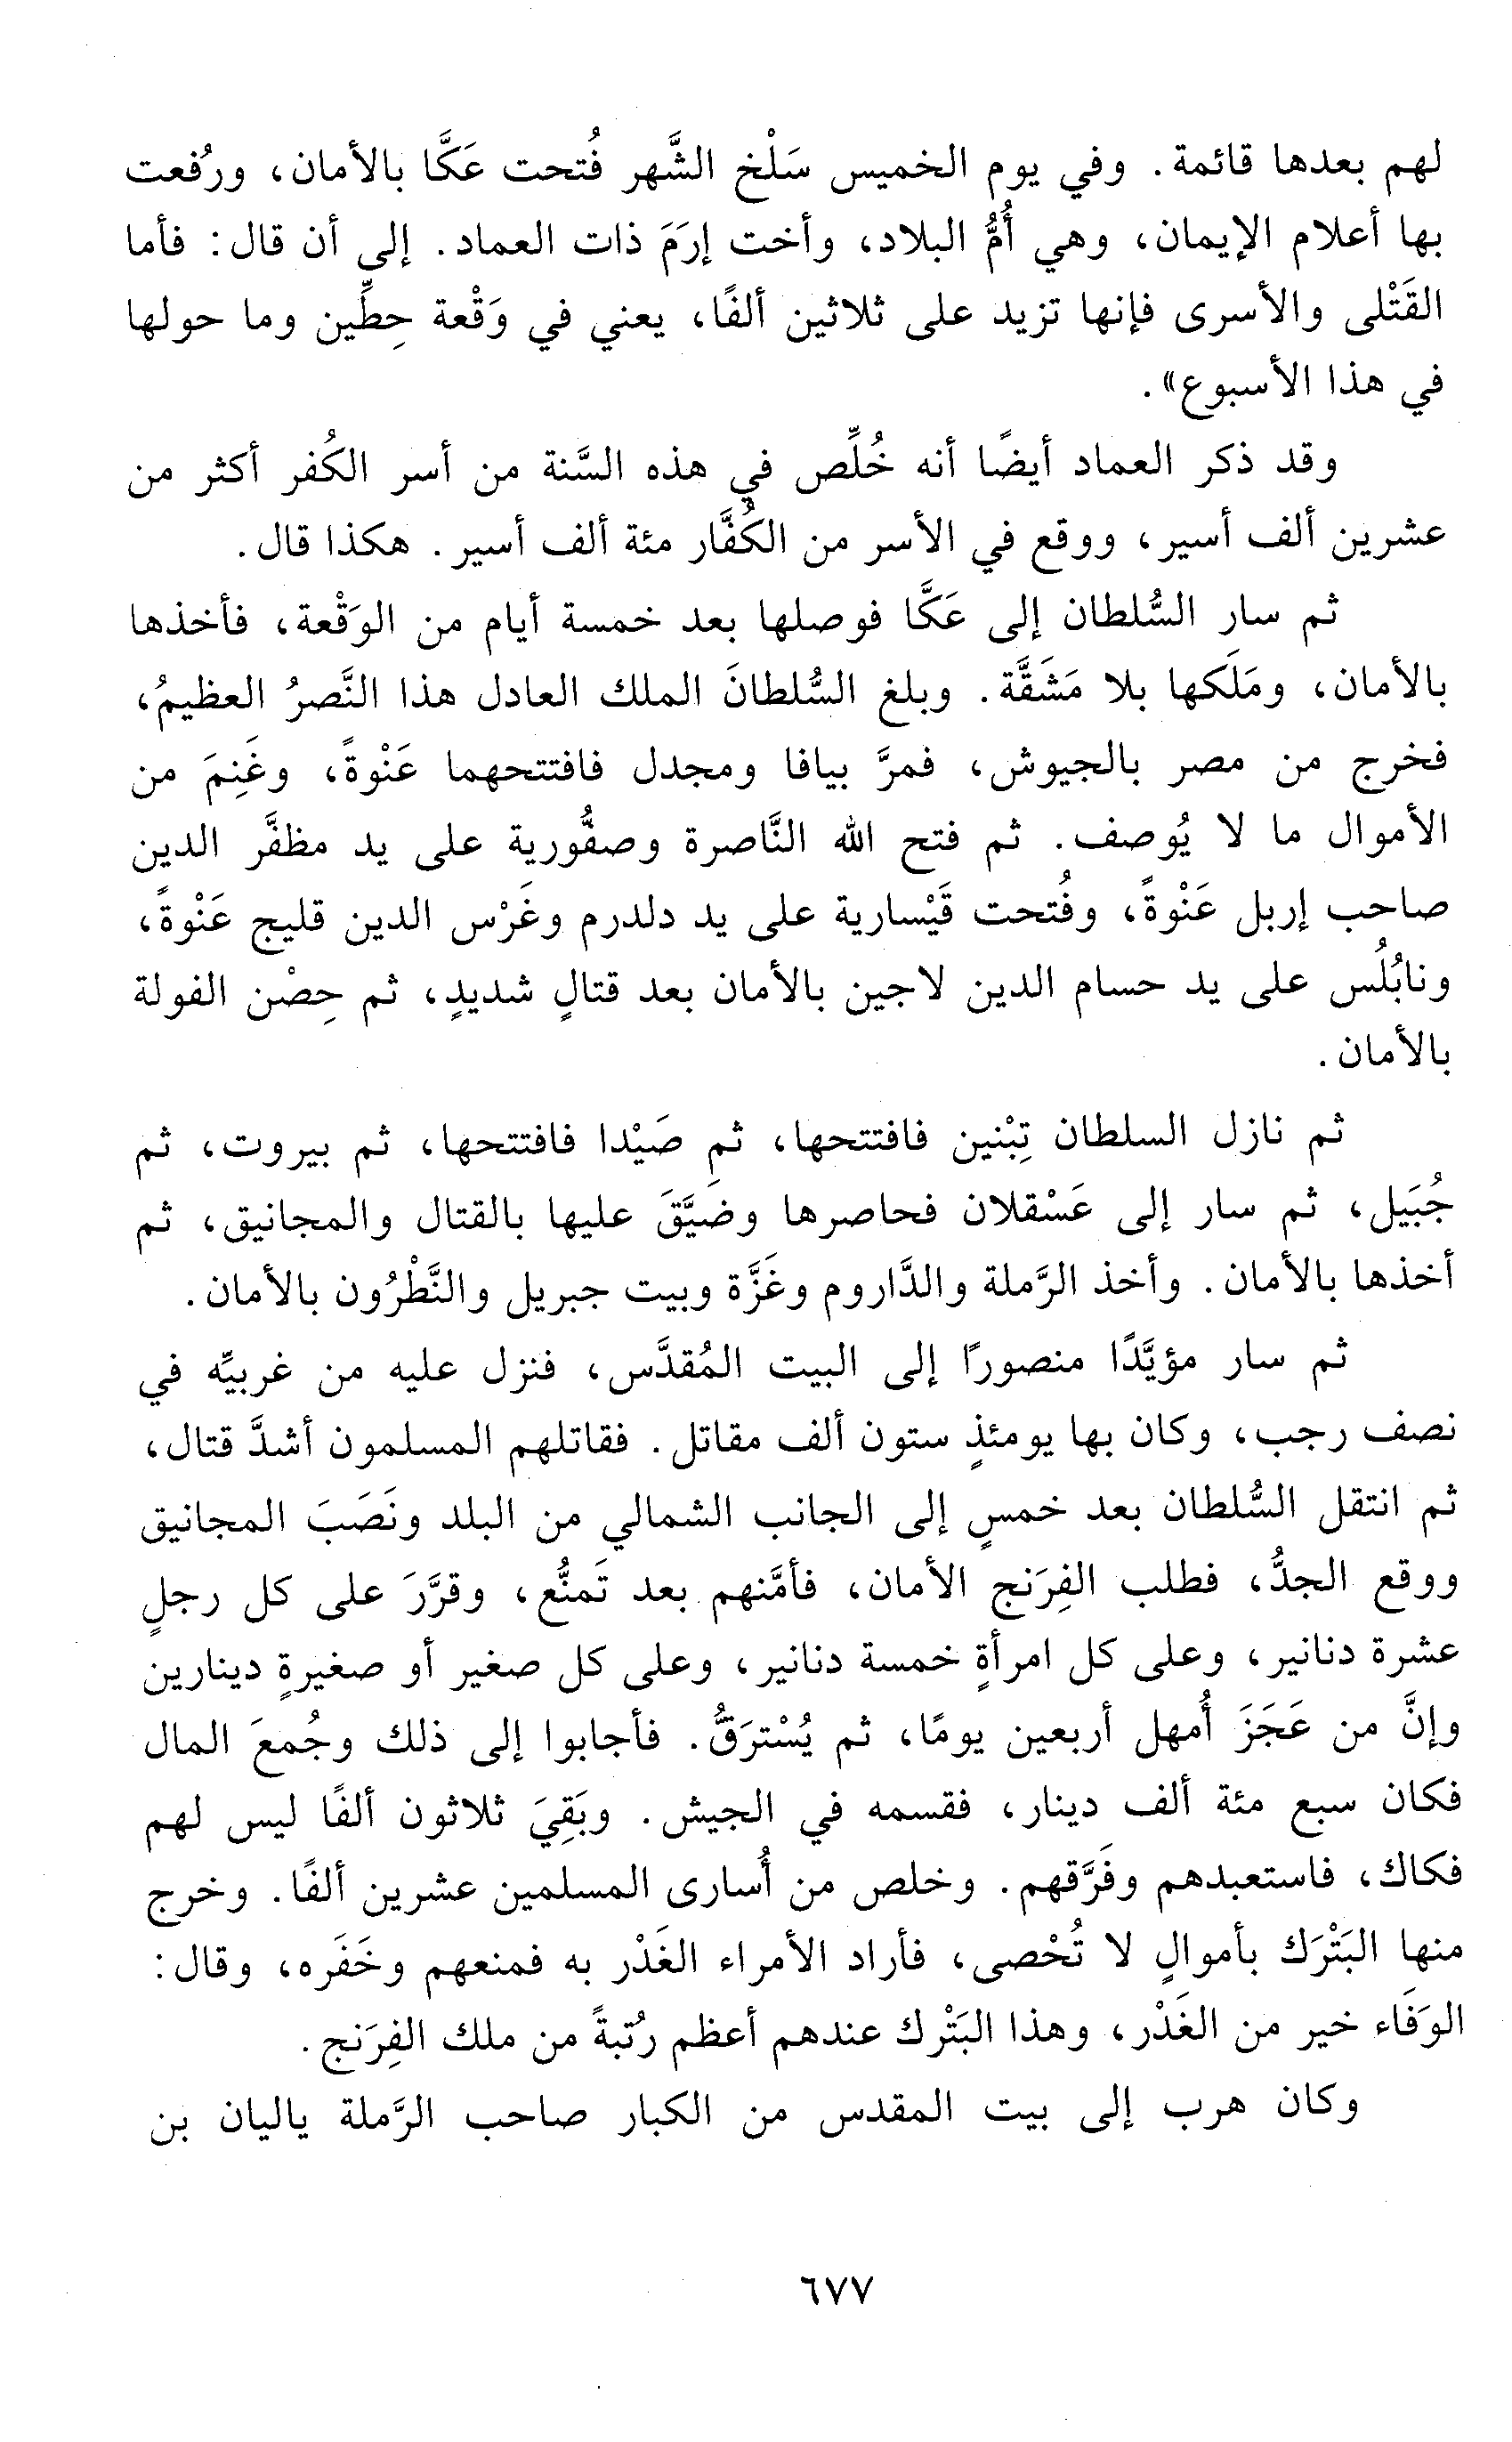 لهم بعدها قائمة. وفي يوم الخميس سَلْخ الشَّهر فُتحت عَكَّا بالأمان، ورُفعت
بها أعلام الإيمان، وهي أُمُّ البلاد، وأخت إرَمَ ذات العماد. إلى أن قال: فأما
القَتْلى والأسرى فإنها تزيد على ثلاثين ألفًا، يعني في وَقْعة حِطِّين وما حولها
في هذا الأسبوع».
وقد ذكر العماد أيضًا أنه خُلِّص في هذه السَّنة من أسر الكُفر أكثر من
عشرين ألف أسير، ووقع في الأسر من الكُفَّار مئة ألف أسير. هكذا قال.
ثم سار السُّلطان إلى عَكَّا فوصلها بعد خمسة أيام من الوَقْعة، فأخذها
بالأمان، ومَلَكها بلا مَشَقَّة. وبلغ السُّلطانَ الملك العادل هذا النَّصرُ العظيمُ،
فخرج من مصر بالجيوش، فمرَّ بيافا ومجدل فافتتحهما عَنْوةً، وغَنِمَ من
الأموال ما لا يُوصف. ثم فتح الله النَّاصرة وصفُّورية على يد مظفَّر الدين
صاحب إربل عَنْوةً، وفُتحت قَيْسارية على يد دلدرم وغَرْس الدين قليج عَنْوةً،
ونابُلُس على يد حسام الدين لاجين بالأمان بعد قتالٍ شديدٍ، ثم حِصْن الفولة
بالأمان.
ثم نازل السلطان تِبْنين فافتتحها، ثم صَيْدا فافتتحها، ثم بيروت، ثم
جُبَيل، ثم سار إلى عَسْقلان فحاصرها وضَيَّقَ عليها بالقتال والمجانيق، ثم
أخذها بالأمان. وأخذ الرَّملة والدَّاروم وغَزَّة وبيت جبريل والنَّطْرُون بالأمان.
ثم سار مؤيَّدًا منصورًا إلى البيت المُقدَّس، فنزل عليه من غربيِّه في
نصف رجب، وكان بها يومئذٍ ستون ألف مقاتل. فقاتلهم المسلمون أشدَّ قتال،
ثم انتقل السُّلطان بعد خمسٍ إلى الجانب الشمالي من البلد ونَصَبَ المجانيق
ووقع الجدُّ، فطلب الفِرَنج الأمان، فأمَّنهم بعد تَمنُّع، وقرَّرَ على كل رجلٍ
عشرة دنانير، وعلى كل امرأةٍ خمسة دنانير، وعلى كل صغير أو صغيرةٍ دينارين
وإنَّ من عَجَزَ أُمهل أربعين يومًا، ثم يُسْترَقُّ. فأجابوا إلى ذلك وجُمعَ المال
فكان سبع مئة ألف دينار، فقسمه في الجيش. وبَقِيَ ثلاثون ألفًا ليس لهم
فكاك، فاستعبدهم وفَرَّقهم. وخلص من أُسارى المسلمين عشرين ألفًا. وخرج
منها البَتْرَك بأموالٍ لا تُحْصى، فأراد الأمراء الغَدْر به فمنعهم وخَفَره، وقال:
الوَفَاء خير من الغَدْر، وهذا البَتْرك عندهم أعظم رُتبةً من ملك الفِرَنج.
وكان هرب إلى بيت المقدس من الكبار صاحب الرَّملة ياليان بن
٦٧٧